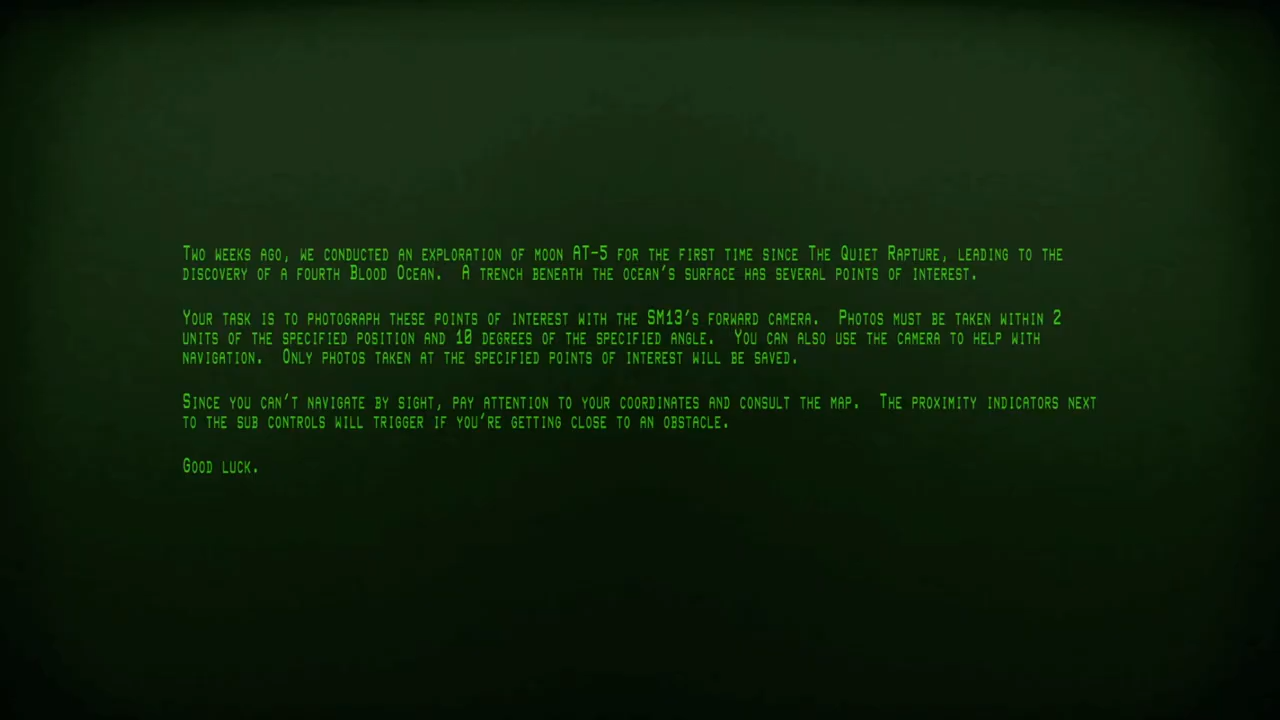 Two weeks ago, we conducted an exploration of moon AT-5 for the first time since The Quiet Rapture, leading to the
discovery of a fourth Blood Ocean. A trench beneath the ocean's surface has several points of interest.
Your task is to photograph these points of interest with the SM13's forward camera. Photos must be taken within 2
units of the specified position and 10 degrees of the specified angle. You can also use the camera to help with
navigation. Only photos taken at the specified points of interest will be saved.
Since you can't navigate by sight, pay attention to your coordinates and consult the map. The proximity indicators next
to the sub controls will trigger if you're getting close to an obstacle.
Good luck.